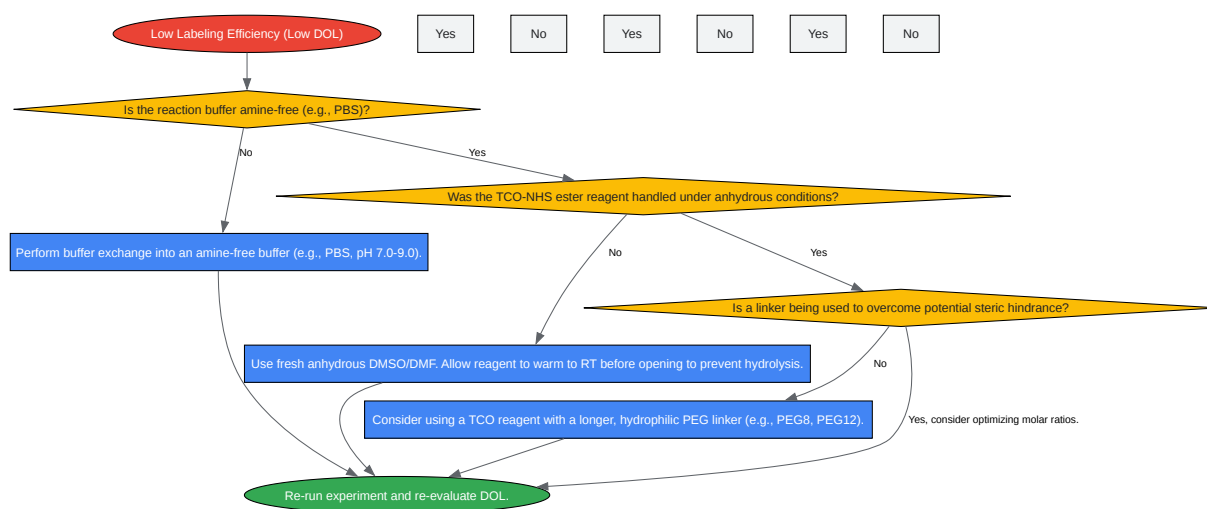 Low Labeling Efficiency (Low DOL)
Yes
No
Yes
No
Yes
No
Is the reaction buffer amine-free (e.g., PBS)?
No
Yes
Was the TCO-NHS ester reagent handled under anhydrous conditions?
Perform buffer exchange into an amine-free buffer (e.g., PBS, pH 7.0-9.0).
No
Yes
Is a linker being used to overcome potential steric hindrance?
Use fresh anhydrous DMSO/DMF. Allow reagent to warm to RT before opening to prevent hydrolysis.
No
Consider using a TCO reagent with a longer, hydrophilic PEG linker (e.g., PEG8, PEG12).
Yes, consider optimizing molar ratios.
Re-run experiment and re-evaluate DOL.